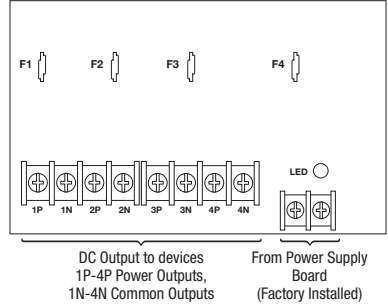 F1 F2 F3 F4
LED
1P 1N 2P 2N 3P 3N 4P 4N
DC Output to devices
1P-4P Power Outputs,
1N-4N Common Outputs
From Power Supply
Board
(Factory Installed)